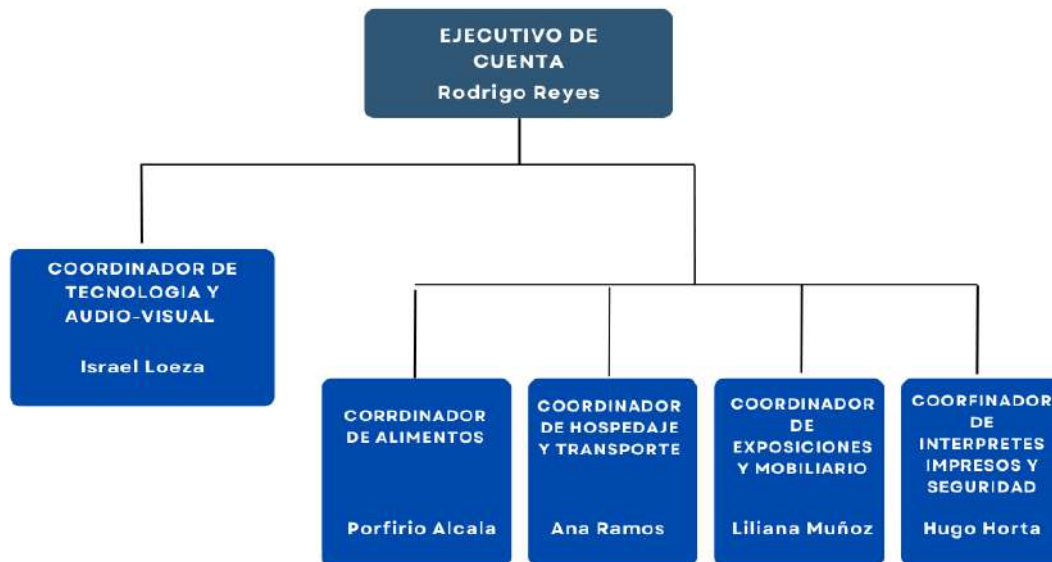 EJECUTIVO DE
CUENTA
Rodrigo Reyes
COORDINADOR DE
TECNOLOGIA Y
AUDIO-VISUAL
Israel Loeza
CORRDINADOR
DE ALIMENTOS
Porfirio Alcala
COORDINADOR
DE HOSPEDAJE
Y TRANSPORTE
Ana Ramos
COORDINADOR
DE
EXPOSICIONES
Y MOBILIARIO
Liliana Muñoz
COORFINADOR
DE
INTERPRETES
IMPRESOS Y
SEGURIDAD
Hugo Horta